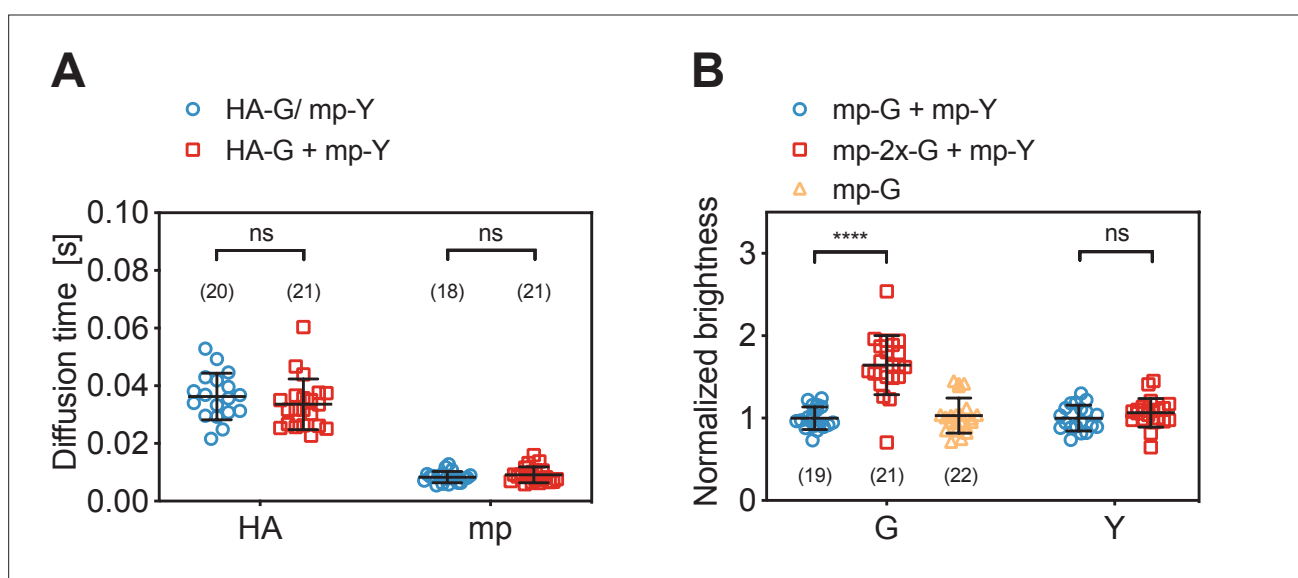 A
HA-G/ mp-Y
HA-G + mp-Y
Diffusion time [s]
0.10
0.08
0.06
0.04
0.02
0.00
ns
ns
(20)
(21)
(18)
(21)
HA
mp
B
mp-G + mp-Y
mp-2x-G + mp-Y
mp-G
Normalized brightness
3
2
1
0
****
ns
(19)
(21)
(22)
G
Y